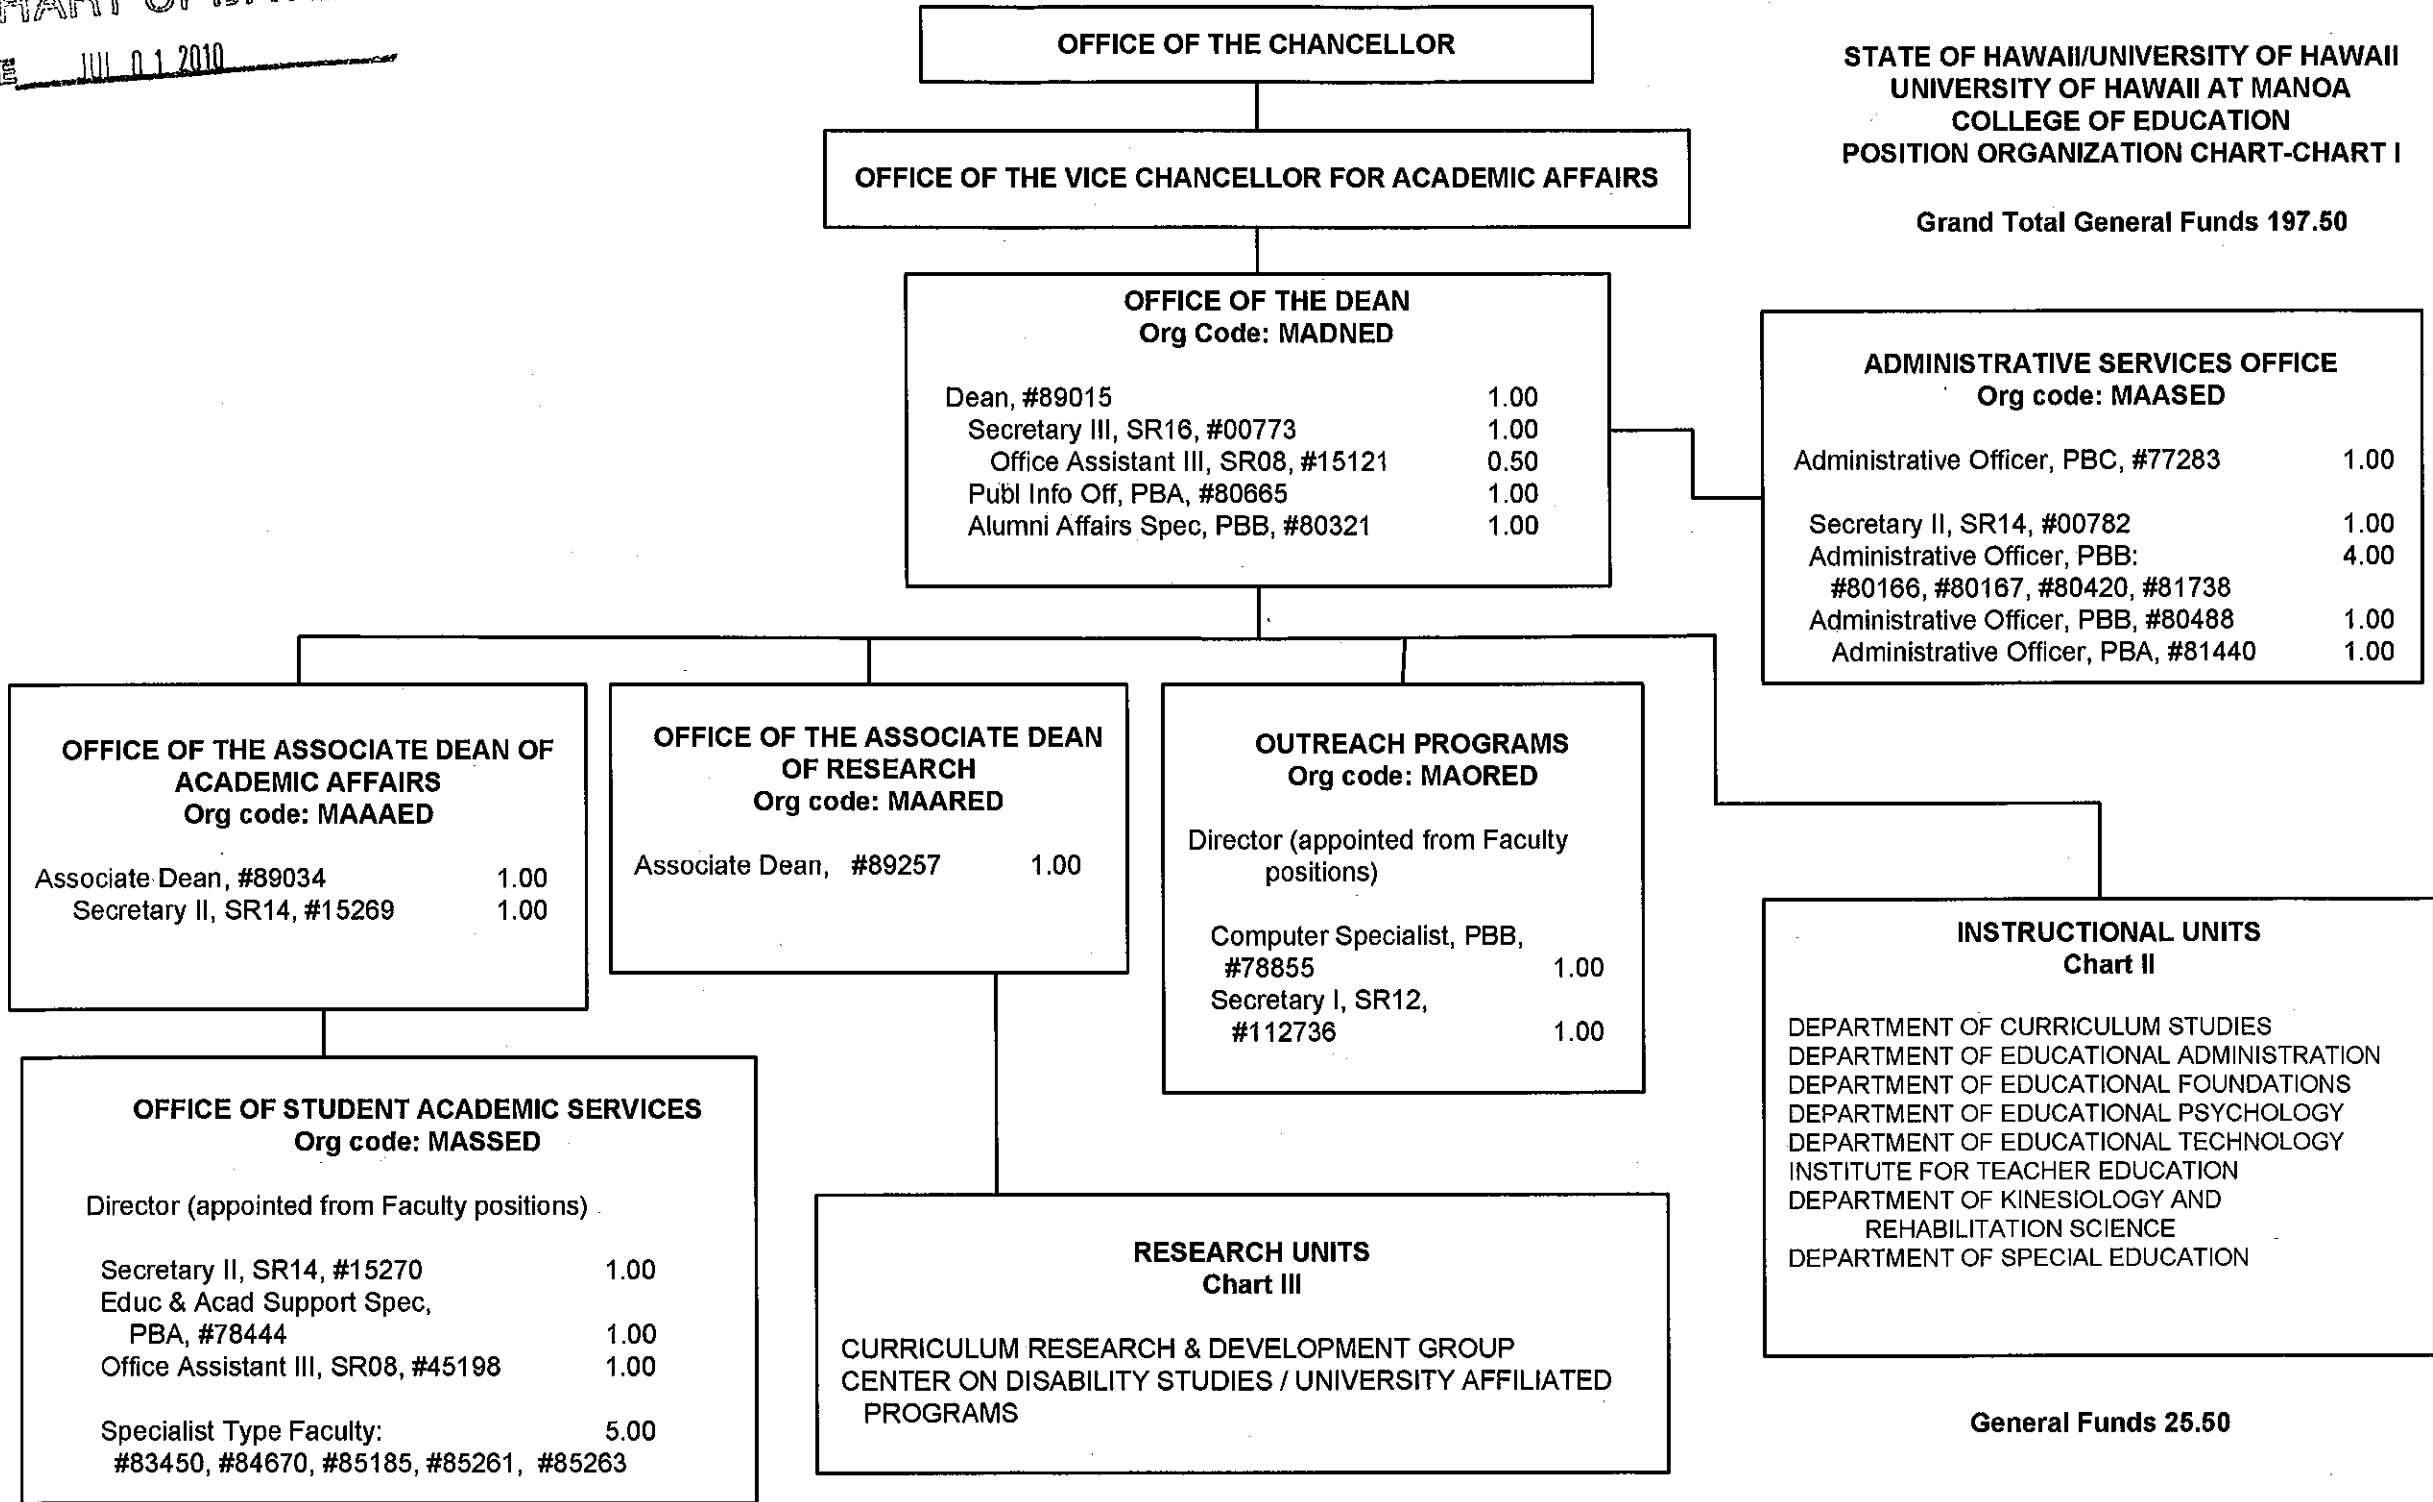 JUL 01 2010
OFFICE OF THE CHANCELLOR
STATE OF HAWAII/UNIVERSITY OF HAWAII
UNIVERSITY OF HAWAII AT MANOA
COLLEGE OF EDUCATION
POSITION ORGANIZATION CHART-CHART I
Grand Total General Funds 197.50
OFFICE OF THE VICE CHANCELLOR FOR ACADEMIC AFFAIRS
OFFICE OF THE DEAN
Org Code: MADNED
Dean, #89015 1.00
Secretary III, SR16, #00773 1.00
Office Assistant III, SR08, #15121 0.50
Publ Info Off, PBA, #80665 1.00
Alumni Affairs Spec, PBB, #80321 1.00
ADMINISTRATIVE SERVICES OFFICE
Org code: MAASED
Administrative Officer, PBC, #77283 1.00
Secretary II, SR14, #00782 1.00
Administrative Officer, PBB: 4.00
#80166, #80167, #80420, #81738
Administrative Officer, PBB, #80488 1.00
Administrative Officer, PBA, #81440 1.00
OFFICE OF THE ASSOCIATE DEAN OF
ACADEMIC AFFAIRS
Org code: MAAAED
Associate Dean, #89034 1.00
Secretary II, SR14, #15269 1.00
OFFICE OF THE ASSOCIATE DEAN
OF RESEARCH
Org code: MAARED
Associate Dean, #89257 1.00
OUTREACH PROGRAMS
Org code: MAORED
Director (appointed from Faculty
positions)
Computer Specialist, PBB,
#78855 1.00
Secretary I, SR12,
#112736 1.00
INSTRUCTIONAL UNITS
Chart II
DEPARTMENT OF CURRICULUM STUDIES
DEPARTMENT OF EDUCATIONAL ADMINISTRATION
DEPARTMENT OF EDUCATIONAL FOUNDATIONS
DEPARTMENT OF EDUCATIONAL PSYCHOLOGY
DEPARTMENT OF EDUCATIONAL TECHNOLOGY
INSTITUTE FOR TEACHER EDUCATION
DEPARTMENT OF KINESIOLOGY AND
REHABILITATION SCIENCE
DEPARTMENT OF SPECIAL EDUCATION
OFFICE OF STUDENT ACADEMIC SERVICES
Org code: MASSED
Director (appointed from Faculty positions)
Secretary II, SR14, #15270 1.00
Educ & Acad Support Spec,
PBA, #78444 1.00
Office Assistant III, SR08, #45198 1.00
Specialist Type Faculty: 5.00
#83450, #84670, #85185, #85261, #85263
RESEARCH UNITS
Chart III
CURRICULUM RESEARCH & DEVELOPMENT GROUP
CENTER ON DISABILITY STUDIES / UNIVERSITY AFFILIATED
PROGRAMS
General Funds 25.50